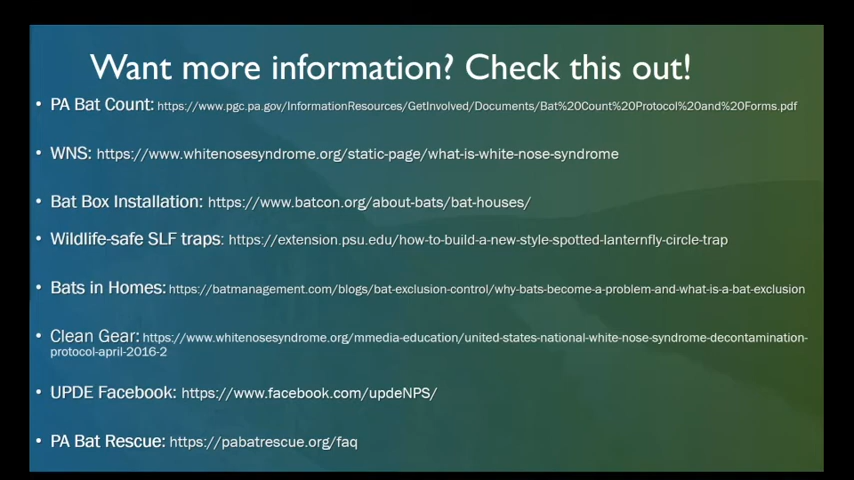 Want more information? Check this out!
• PA Bat Count: https://www.pgc.pa.gov/InformationResources/GetInvolved/Documents/Bat%20Count%20Protocol%20and%20Forms.pdf
• WNS: https://www.whitenosesyndrome.org/static-page/what-is-white-nose-syndrome
• Bat Box Installation: https://www.batcon.org/about-bats/bat-houses/
• Wildlife-safe SLF traps: https://extension.psu.edu/how-to-build-a-new-style-spotted-lanternfly-circle-trap
• Bats in Homes: https://batmanagement.com/blogs/bat-exclusion-control/why-bats-become-a-problem-and-what-is-a-bat-exclusion
• Clean Gear: https://www.whitenosesyndrome.org/mmedia-education/united-states-national-white-nose-syndrome-decontamination-
protocol-april-2016-2
• UPDE Facebook: https://www.facebook.com/updeNPS/
• PA Bat Rescue: https://pabatrescue.org/faq